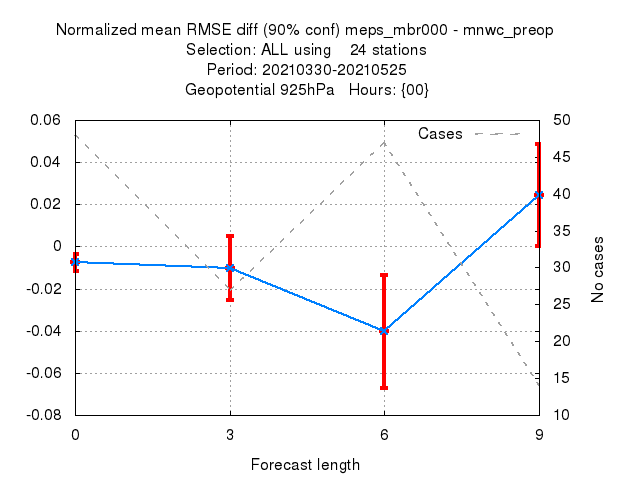 Normalized mean RMSE diff (90% conf) meps_mbr000 - mnwc_preop
Selection: ALL using    24 stations
Period: 20210330-20210525
Geopotential 925hPa   Hours: {00}
Cases
0.06
0.04
0.02
0
-0.02
-0.04
-0.06
-0.08
50
45
40
35
30
25
20
15
10
No cases
0 3 6 9
Forecast length